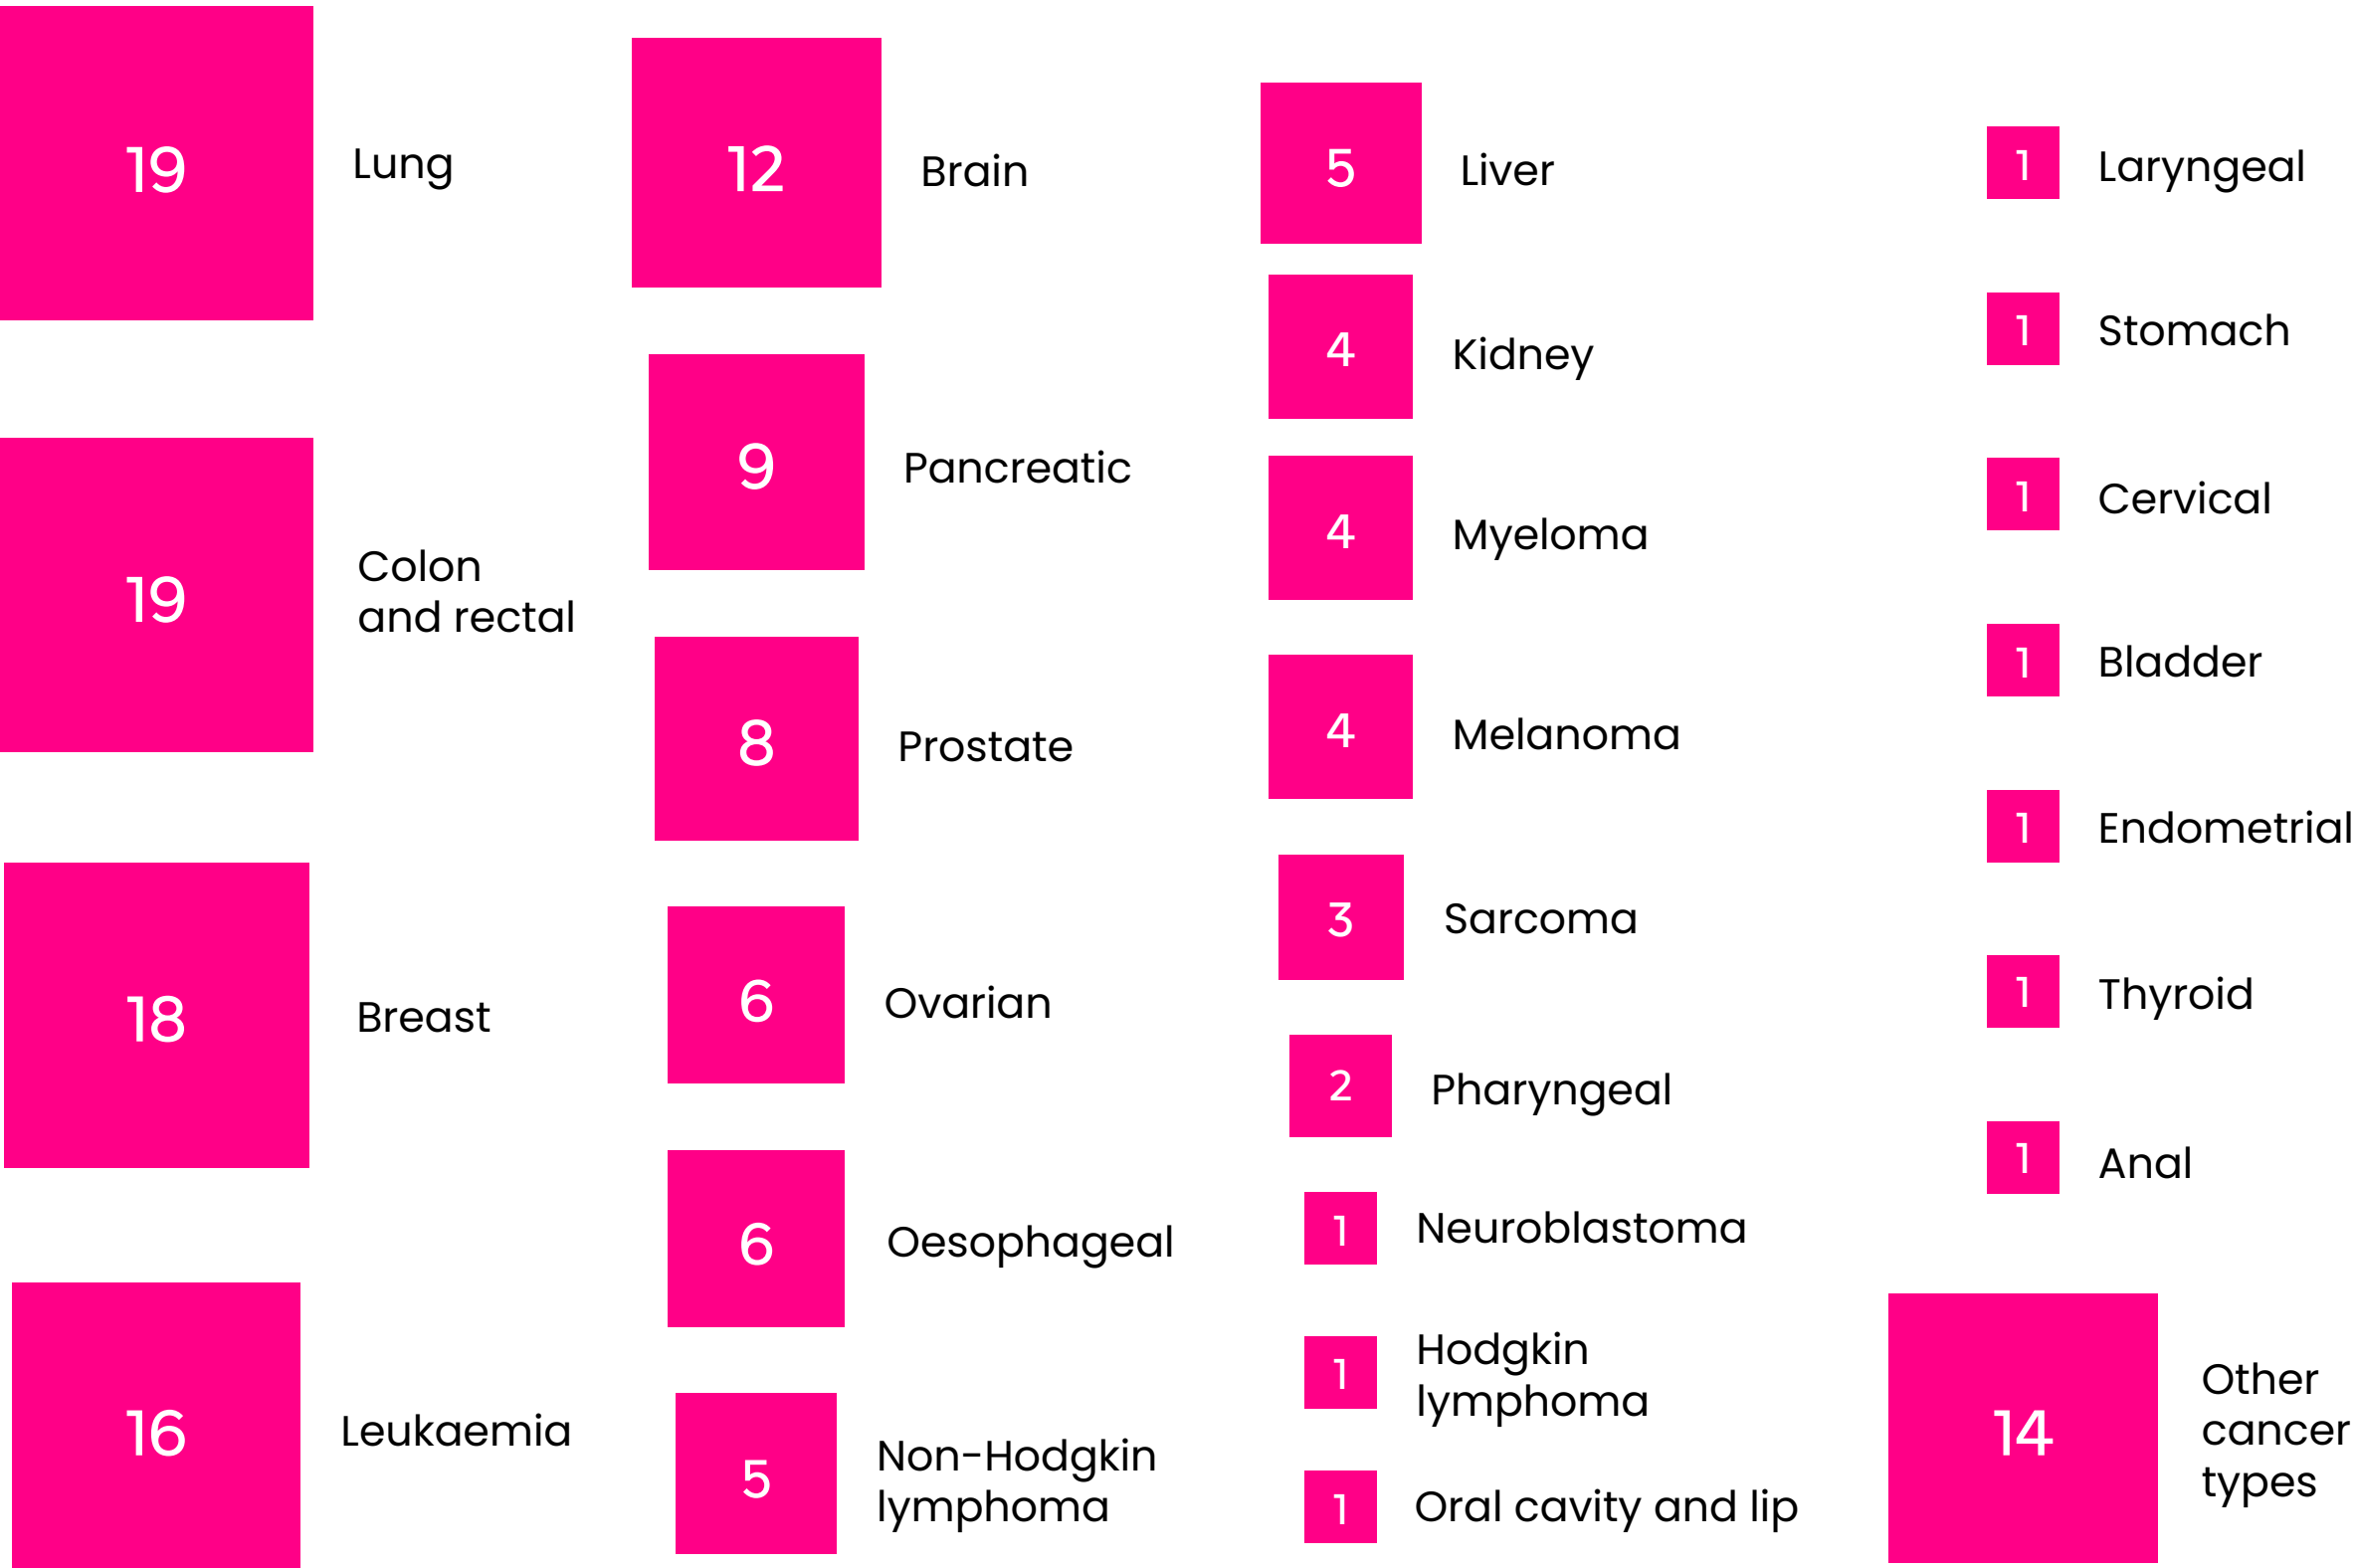 19
Lung
19
Colon
and rectal
18
Breast
16
Leukaemia
12
Brain
9
Pancreatic
8
Prostate
6
Ovarian
6
Oesophageal
5
Non-Hodgkin
lymphoma
5
Liver
4
Kidney
4
Myeloma
4
Melanoma
3
Sarcoma
2
Pharyngeal
1
Neuroblastoma
1
Hodgkin
lymphoma
1
Oral cavity and lip
1
Laryngeal
1
Stomach
1
Cervical
1
Bladder
1
Endometrial
1
Thyroid
1
Anal
14
Other
cancer
types